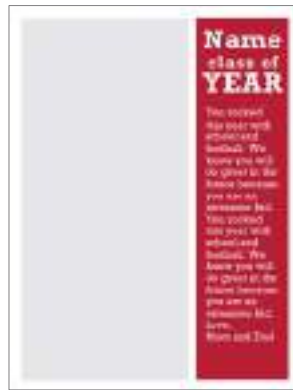 Name
class of
YEAR
You rocked
this year with
school and
football. We
know you will
do great in the
future because
you are an
awesome kid.
You rocked
this year with
school and
football. We
know you will
do great in the
future because
you are an
awesome kid.
Love,
Mom and Dad